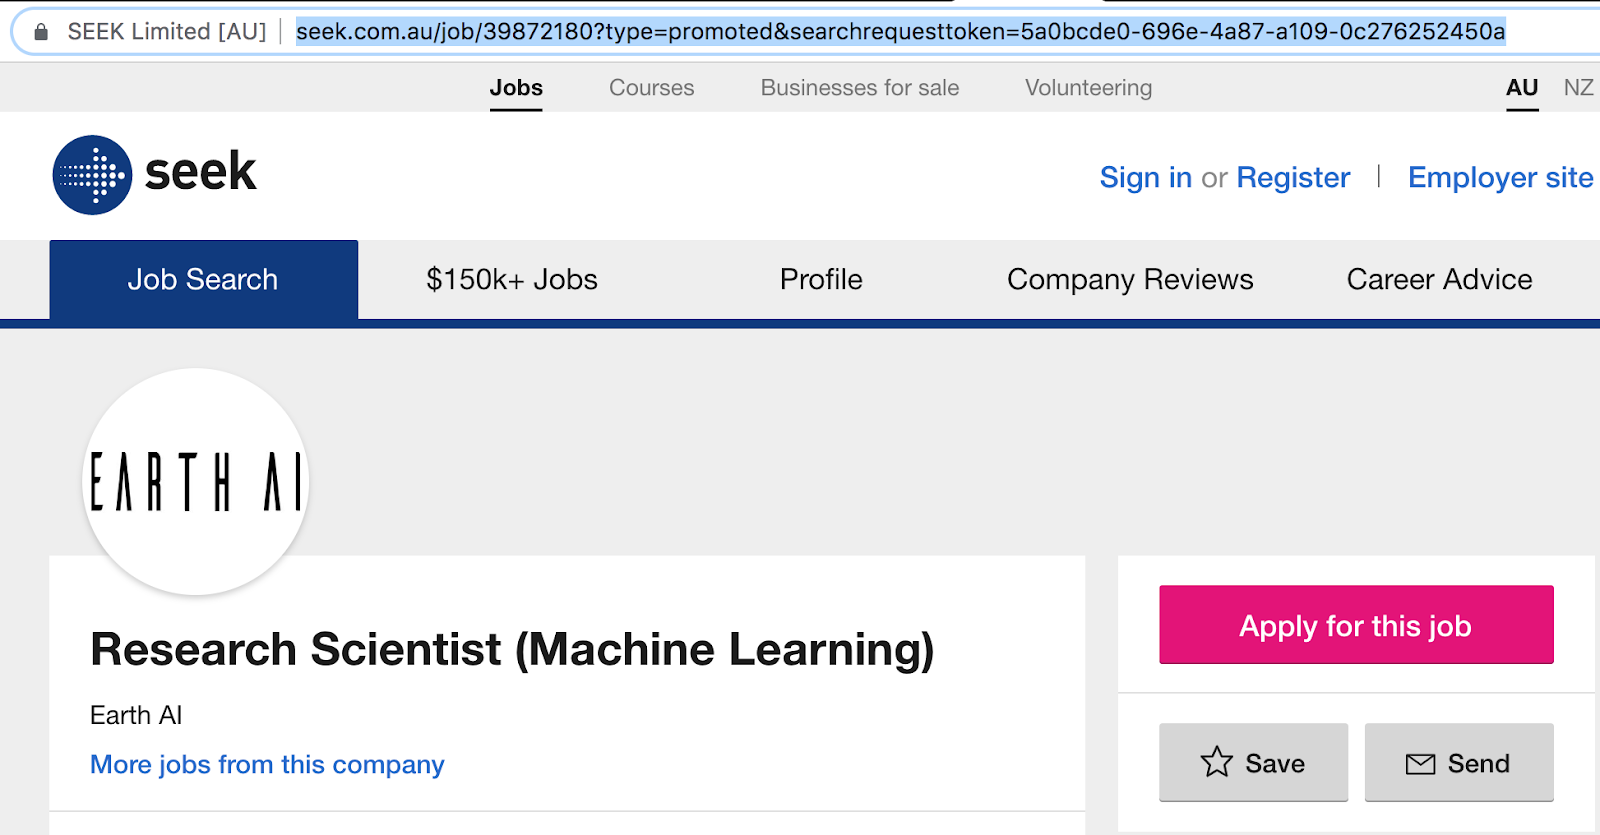 SEEK Limited [AU] | seek.com.au/job/39872180?type=promoted&searchrequesttoken=5a0bcde0-696e-4a87-a109-0c276252450a
Jobs Courses Businesses for sale Volunteering AU NZ
seek
Sign in or Register | Employer site
Job Search $150k+ Jobs Profile Company Reviews Career Advice
EARTH AI
Research Scientist (Machine Learning)
Earth AI
More jobs from this company
Apply for this job
Save Send